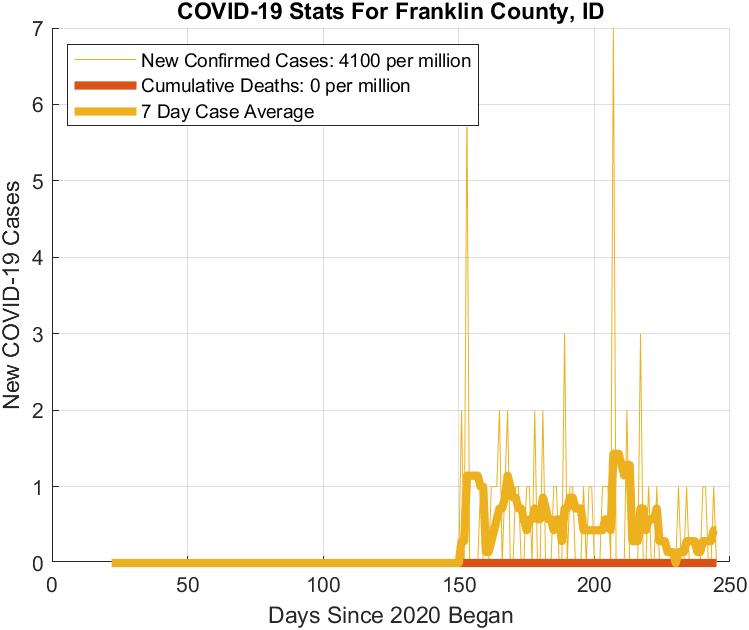 COVID-19 Stats For Franklin County, ID
New Confirmed Cases: 4100 per million
Cumulative Deaths: 0 per million
7 Day Case Average
New COVID-19 Cases
7
6
5
4
3
2
1
0
0 50 100 150 200 250
Days Since 2020 Began